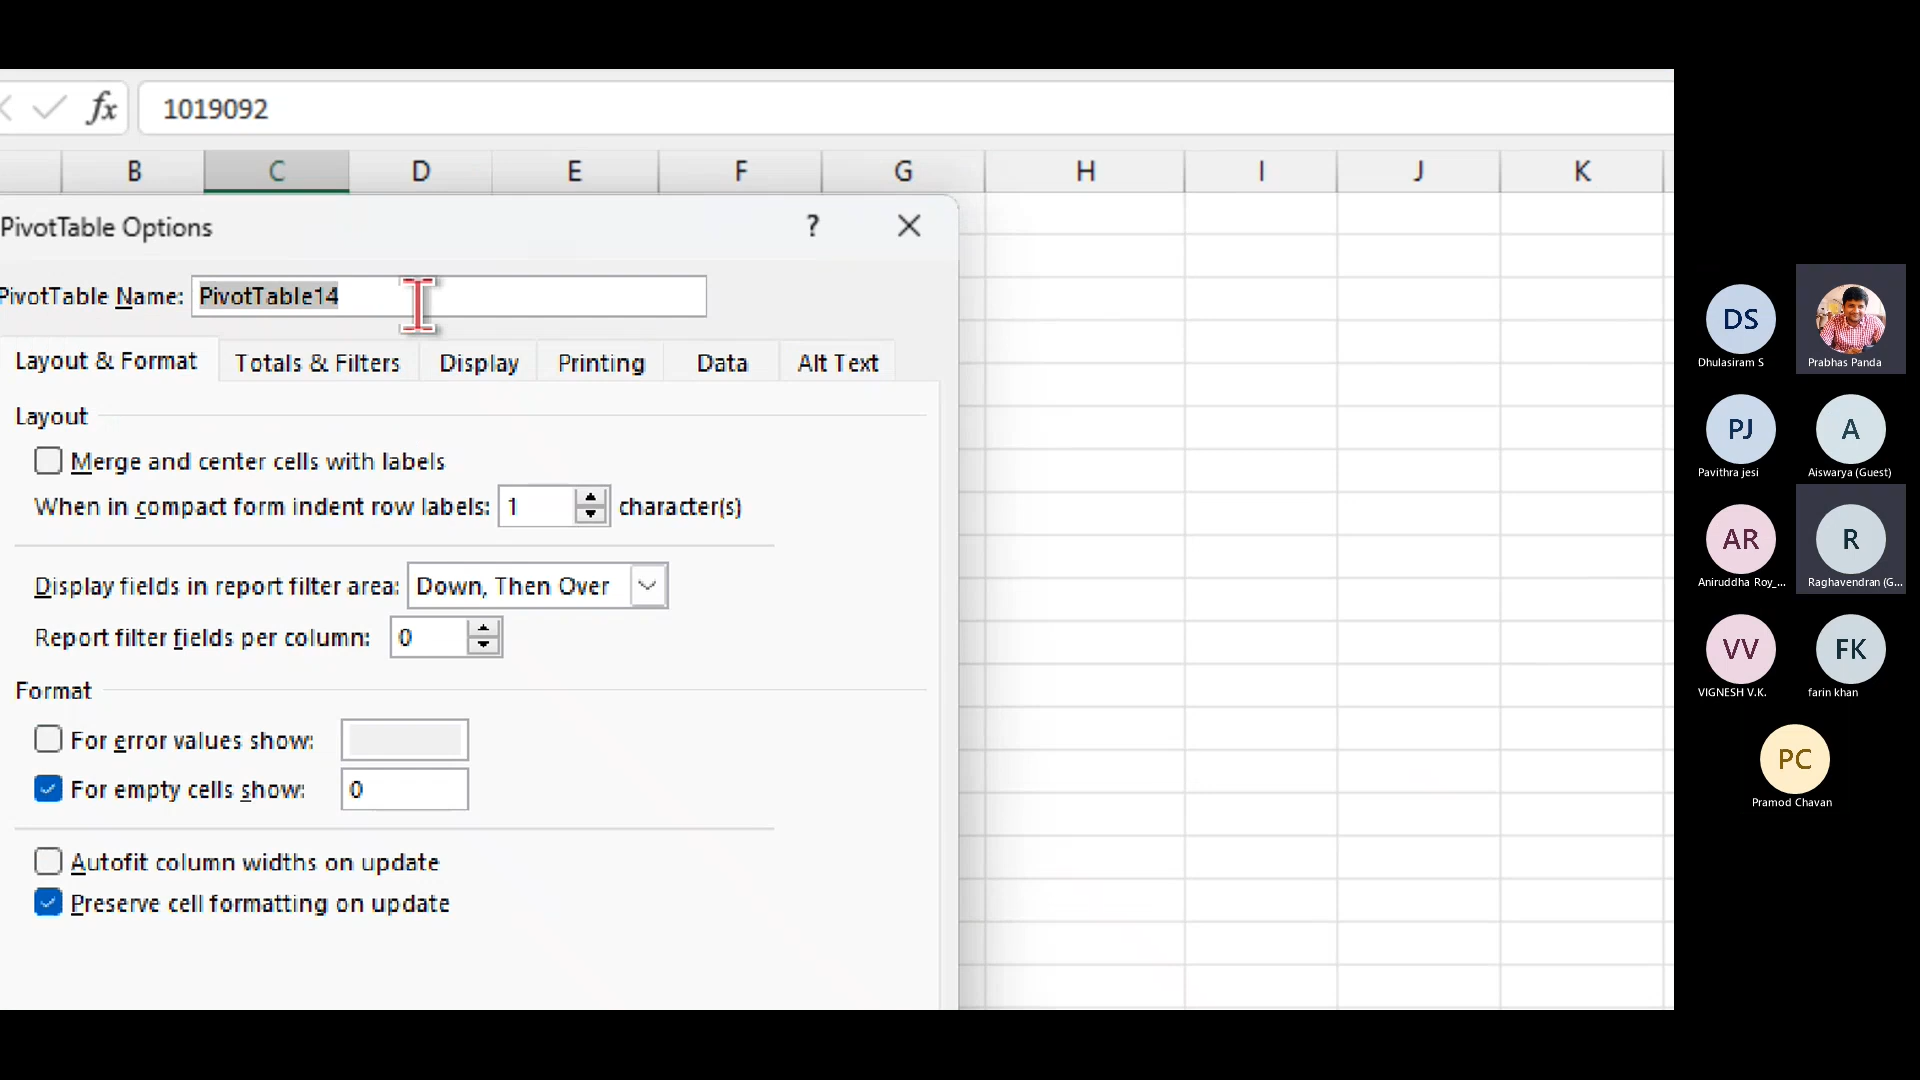 fx 1019092
B C D E F G H I J K
PivotTable Options ?
PivotTable Name: PivotTable14
Layout & Format Totals & Filters Display Printing Data Alt Text
Layout
Merge and center cells with labels
When in compact form indent row labels: 1 character(s)
Display fields in report filter area: Down, Then Over
Report filter fields per column: 0
Format
For error values show:
For empty cells show: 0
Autofit column widths on update
Preserve cell formatting on update
DS
Dhulasiram S Prabhas Panda
PJ A
Pavithra jesi Aiswarya (Guest)
AR R
Aniruddha Roy_... Raghavendran (G...
VV FK
VIGNESH V.K. farin khan
PC
Pramod Chavan